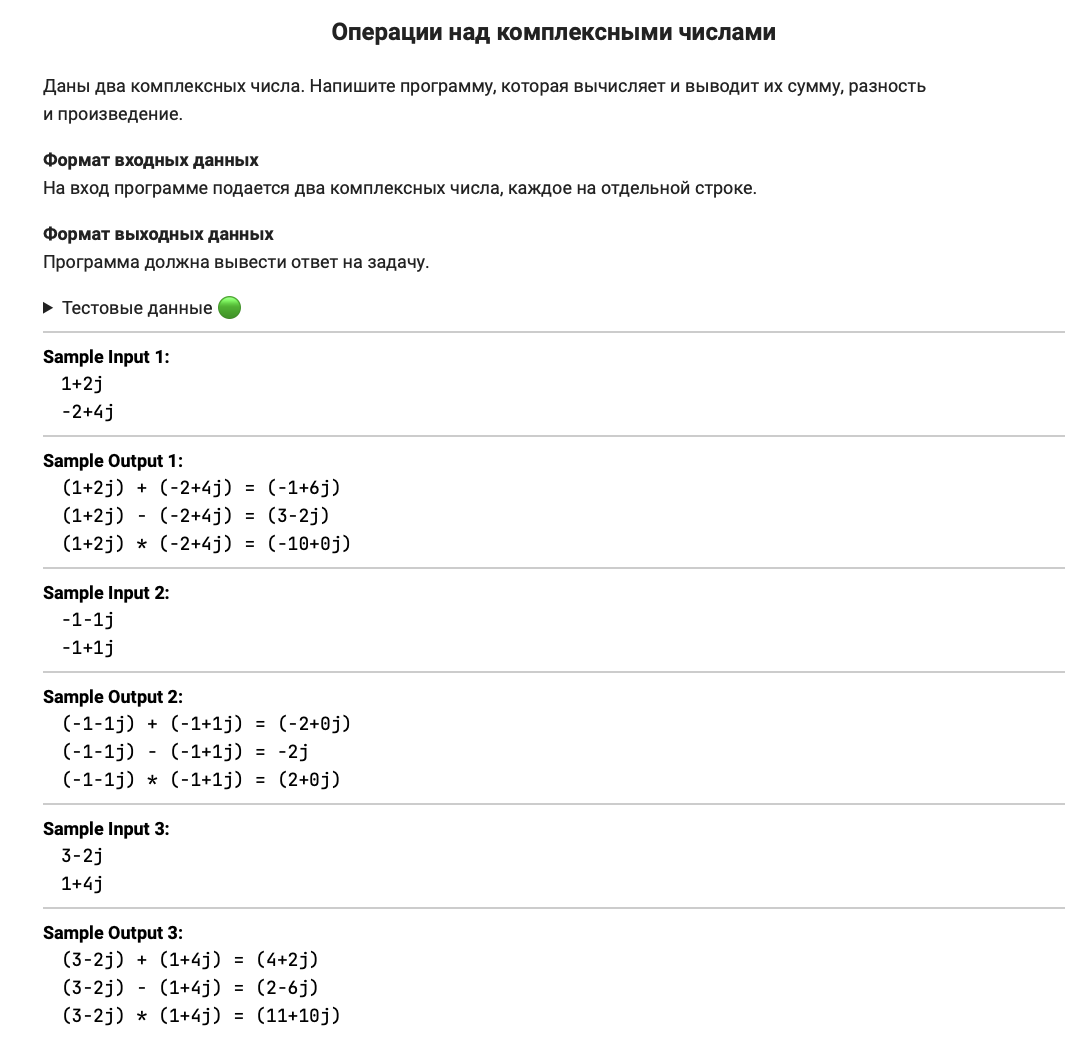 Операции над комплексными числами
Даны два комплексных числа. Напишите программу, которая вычисляет и выводит их сумму, разность
и произведение.
Формат входных данных
На вход программе подается два комплексных числа, каждое на отдельной строке.
Формат выходных данных
Программа должна вывести ответ на задачу.
Тестовые данные
Sample Input 1:
1+2j
-2+4j
Sample Output 1:
(1+2j) + (-2+4j) = (-1+6j)
(1+2j) - (-2+4j) = (3-2j)
(1+2j) * (-2+4j) = (-10+0j)
Sample Input 2:
-1-1j
-1+1j
Sample Output 2:
(-1-1j) + (-1+1j) = (-2+0j)
(-1-1j) - (-1+1j) = -2j
(-1-1j) * (-1+1j) = (2+0j)
Sample Input 3:
3-2j
1+4j
Sample Output 3:
(3-2j) + (1+4j) = (4+2j)
(3-2j) - (1+4j) = (2-6j)
(3-2j) * (1+4j) = (11+10j)